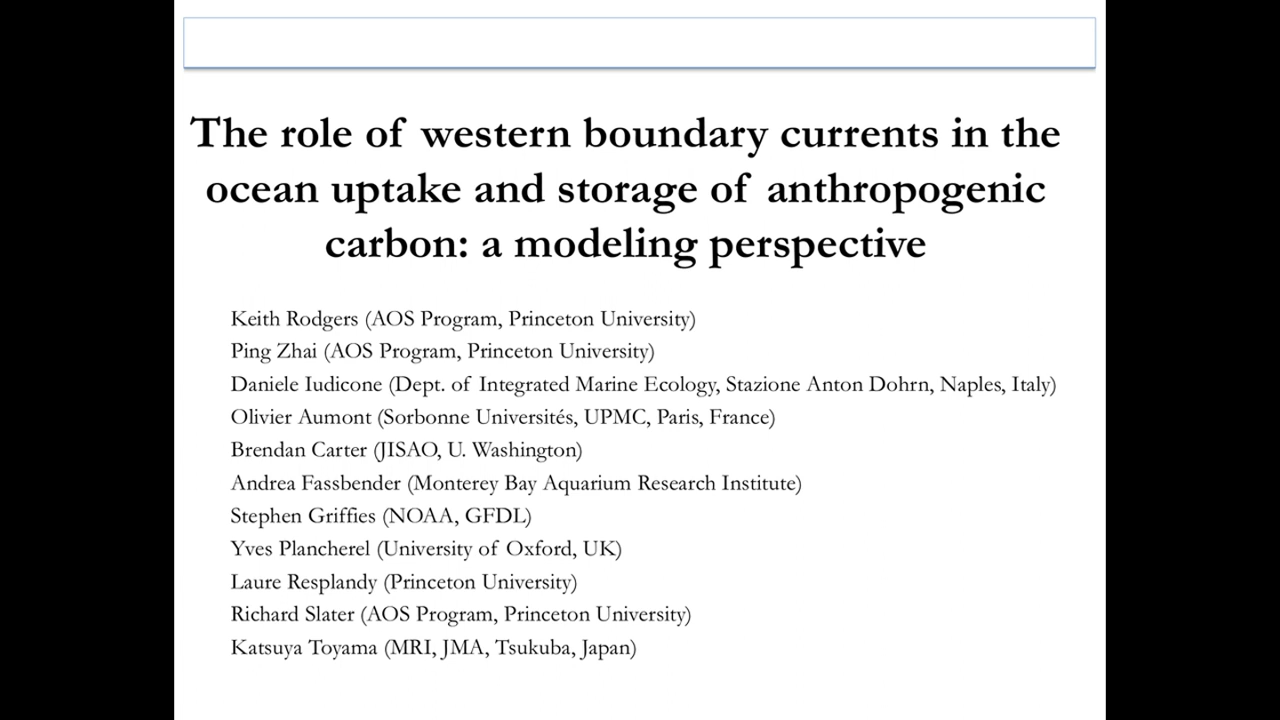 The role of western boundary currents in the
ocean uptake and storage of anthropogenic
carbon: a modeling perspective
Keith Rodgers (AOS Program, Princeton University)
Ping Zhai (AOS Program, Princeton University)
Daniele Iudicone (Dept. of Integrated Marine Ecology, Stazione Anton Dohrn, Naples, Italy)
Olivier Aumont (Sorbonne Universités, UPMC, Paris, France)
Brendan Carter (JISAO, U. Washington)
Andrea Fassbender (Monterey Bay Aquarium Research Institute)
Stephen Griffies (NOAA, GFDL)
Yves Plancherel (University of Oxford, UK)
Laure Resplandy (Princeton University)
Richard Slater (AOS Program, Princeton University)
Katsuya Toyama (MRI, JMA, Tsukuba, Japan)